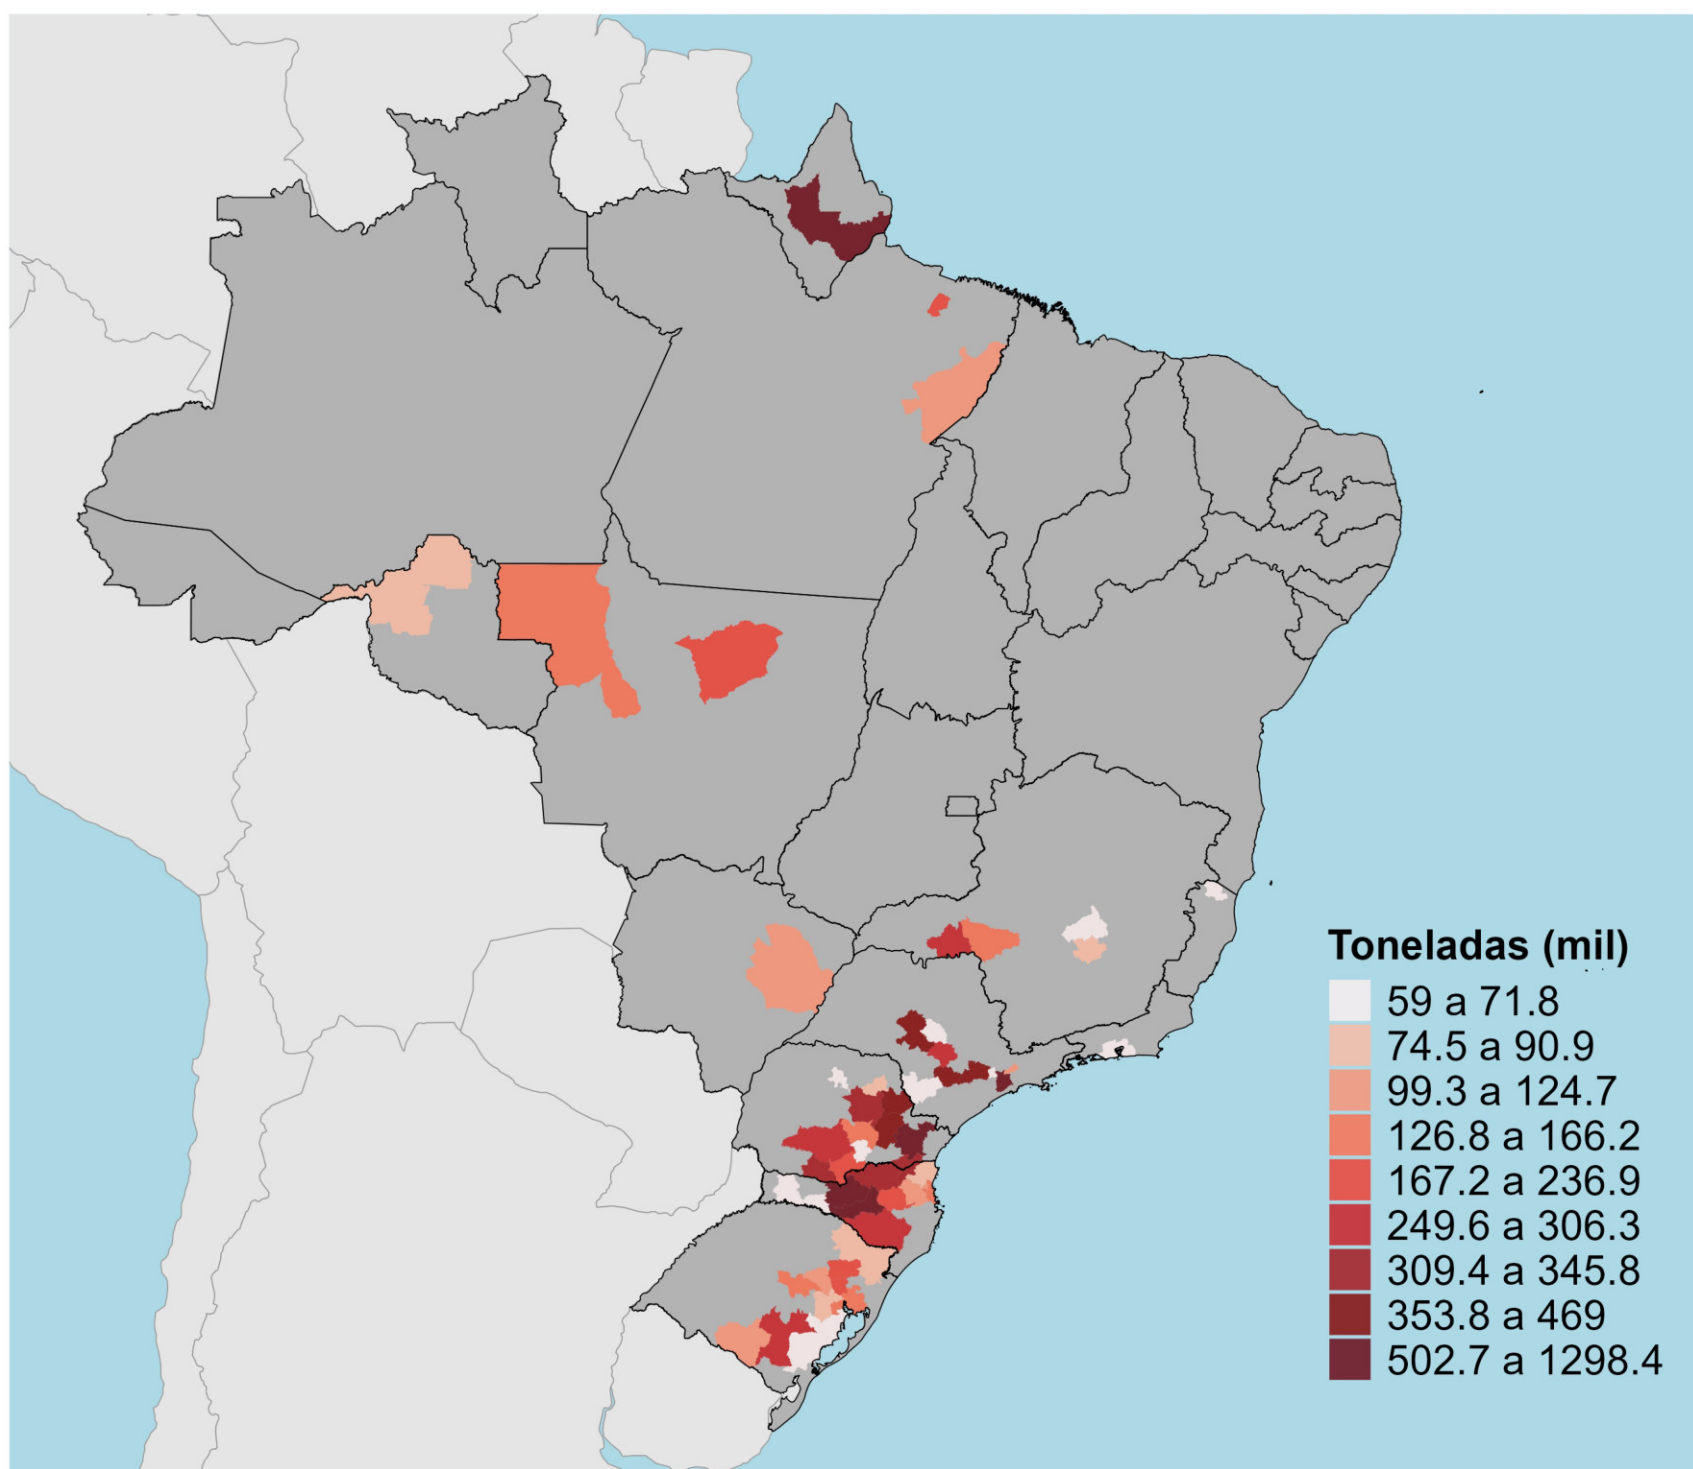 Toneladas (mil)
59 a 71.8
74.5 a 90.9
99.3 a 124.7
126.8 a 166.2
167.2 a 236.9
249.6 a 306.3
309.4 a 345.8
353.8 a 469
502.7 a 1298.4